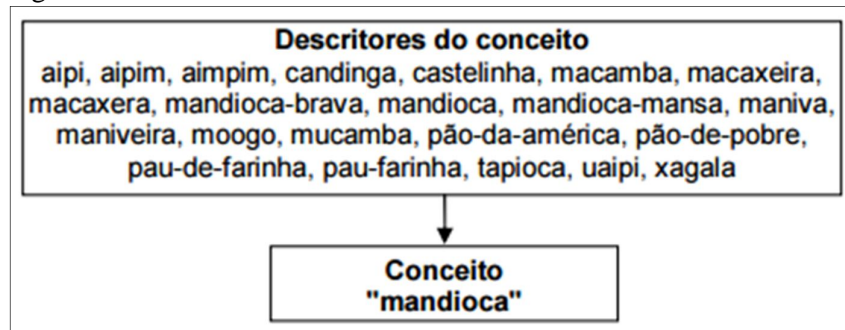 Descritores do conceito
aipi, aipim, aimpim, candinga, castelinha, macamba, macaxeira,
macaxera, mandioca-brava, mandioca, mandioca-mansa, maniva,
maniveira, moogo, mucamba, pão-da-américa, pão-de-pobre,
pau-de-farinha, pau-farinha, tapioca, uaipi, xagala
Conceito
"mandioca"